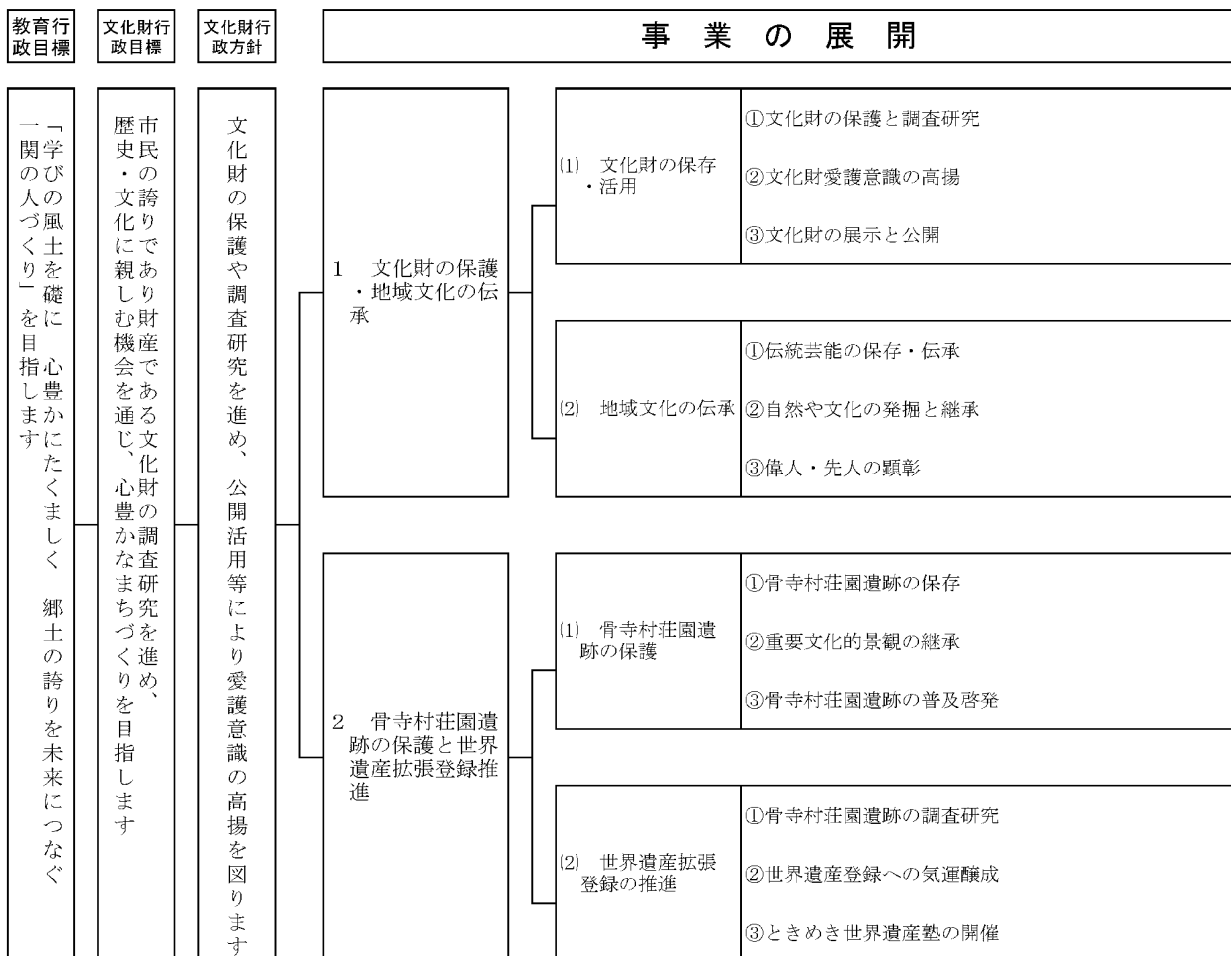 教育行
政目標
文化財行
政目標
文化財行
政方針
事業の展開
「学びの風土を礎に　心豊かにたくましく　郷土の誇りを未来につなぐ
一関の人づくり」を目指します
市民の誇りであり財産である文化財の調査研究を進め、
歴史・文化に親しむ機会を通じ、心豊かなまちづくりを目指します
文化財の保護や調査研究を進め、公開活用等により愛護意識の高揚を図ります
1　文化財の保護
・地域文化の伝
承
⑴　文化財の保存
・活用
①文化財の保護と調査研究
②文化財愛護意識の高揚
③文化財の展示と公開
⑵　地域文化の伝承
①伝統芸能の保存・伝承
②自然や文化の発掘と継承
③偉人・先人の顕彰
2　骨寺村荘園遺
跡の保護と世界
遺産拡張登録推
進
⑴　骨寺村荘園遺
跡の保護
①骨寺村荘園遺跡の保存
②重要文化的景観の継承
③骨寺村荘園遺跡の普及啓発
⑵　世界遺産拡張
登録の推進
①骨寺村荘園遺跡の調査研究
②世界遺産登録への気運醸成
③ときめき世界遺産塾の開催